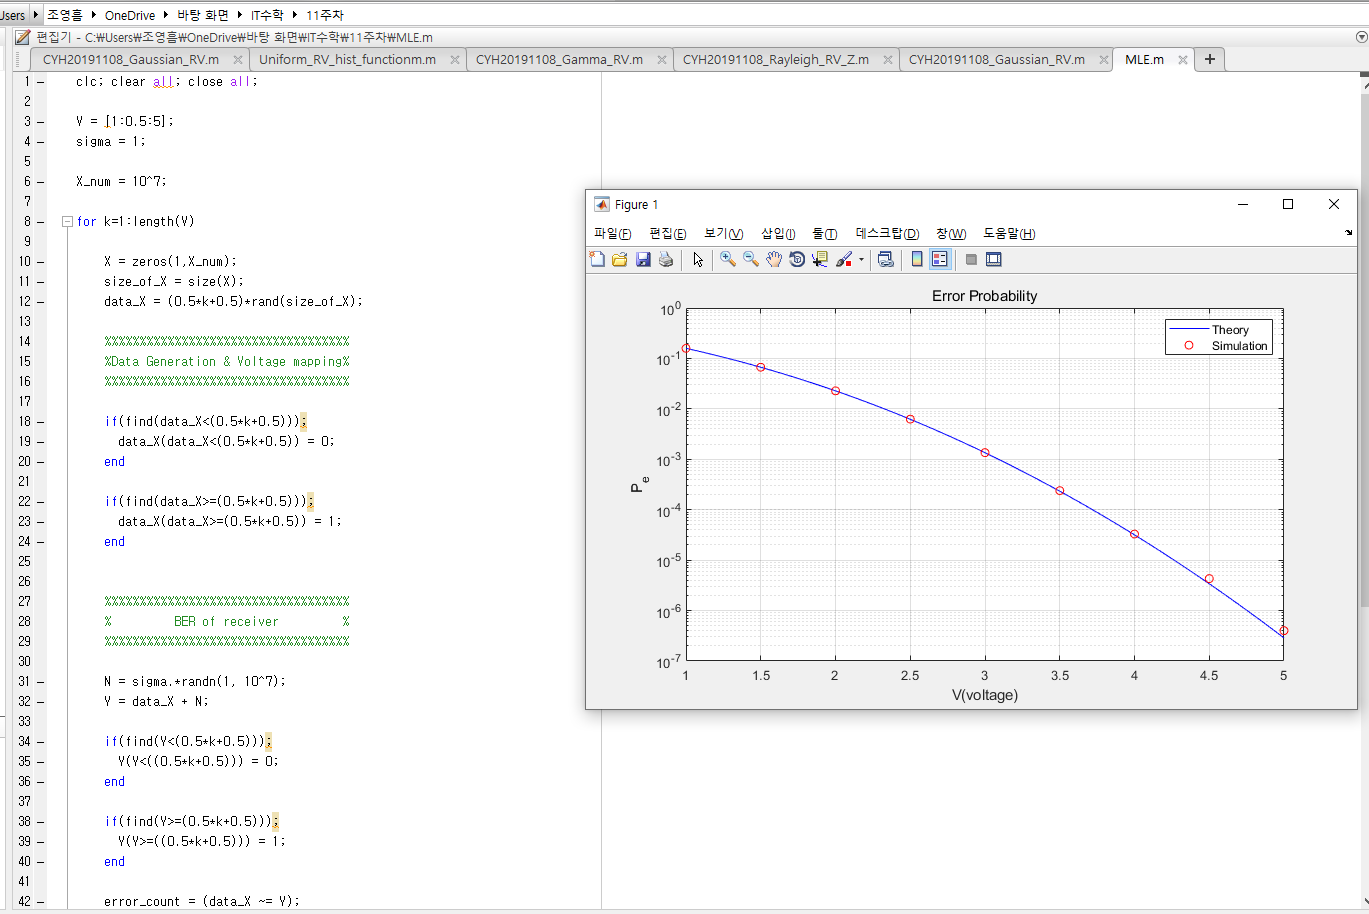 Users ▶ 조영흠 ▶ OneDrive ▶ 바탕 화면 ▶ IT수학 ▶ 11주차
편집기 - C:₩Users₩조영흠₩OneDrive₩바탕 화면₩IT수학₩11주차₩MLE.m
CYH20191108_Gaussian_RV.m × Uniform_RV_hist_functionm.m × CYH20191108_Gamma_RV.m × CYH20191108_Rayleigh_RV_Z.m × CYH20191108_Gaussian_RV.m × MLE.m × +
1 – clc; clear all; close all;
2
3 – V = [1:0.5:5];
4 – sigma = 1;
5
6 – X_num = 10^7;
7
8 – for k=1:length(V)
9
10 – X = zeros(1,X_num);
11 – size_of_X = size(X);
12 – data_X = (0.5*k+0.5)*rand(size_of_X);
13
14 %%%%%%%%%%%%%%%%%%%%%%%%%%%%%%%%%%%
15 %Data Generation & Voltage mapping%
16 %%%%%%%%%%%%%%%%%%%%%%%%%%%%%%%%%%%
17
18 – if(find(data_X<(0.5*k+0.5)));
19 – data_X(data_X<(0.5*k+0.5)) = 0;
20 – end
21
22 – if(find(data_X>=(0.5*k+0.5)));
23 – data_X(data_X>=(0.5*k+0.5)) = 1;
24 – end
25
26
27 %%%%%%%%%%%%%%%%%%%%%%%%%%%%%%%%%%%
28 % BER of receiver %
29 %%%%%%%%%%%%%%%%%%%%%%%%%%%%%%%%%%%
30
31 – N = sigma.*randn(1, 10^7);
32 – Y = data_X + N;
33
34 – if(find(Y<(0.5*k+0.5)));
35 – Y(Y<((0.5*k+0.5))) = 0;
36 – end
37
38 – if(find(Y>=(0.5*k+0.5)));
39 – Y(Y>=((0.5*k+0.5))) = 1;
40 – end
41
42 – error_count = (data_X ~= Y);
Figure 1
파일(F) 편집(E) 보기(V) 삽입(I) 툴(T) 데스크탑(D) 창(W) 도움말(H)
Error Probability
Theory
Simulation
10^0
10^-1
10^-2
10^-3
10^-4
10^-5
10^-6
10^-7
P_e
1 1.5 2 2.5 3 3.5 4 4.5 5
V(voltage)